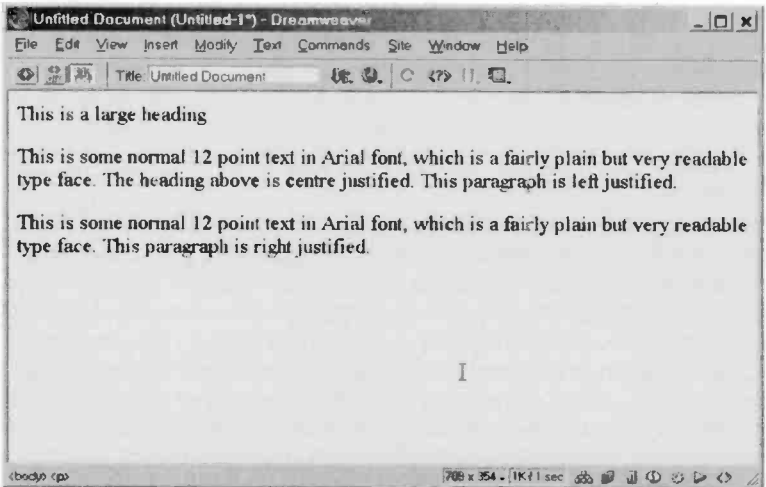 Untitled Document (Untitled-1*) - Dreamweaver
File Edit View Insert Modify Text Commands Site Window Help
Title: Untitled Document
This is a large heading
This is some normal 12 point text in Arial font, which is a fairly plain but very readable
type face. The heading above is centre justified. This paragraph is left justified.
This is some normal 12 point text in Arial font, which is a fairly plain but very readable
type face. This paragraph is right justified.
<body> <p> 709 x 354 1K / 1 sec